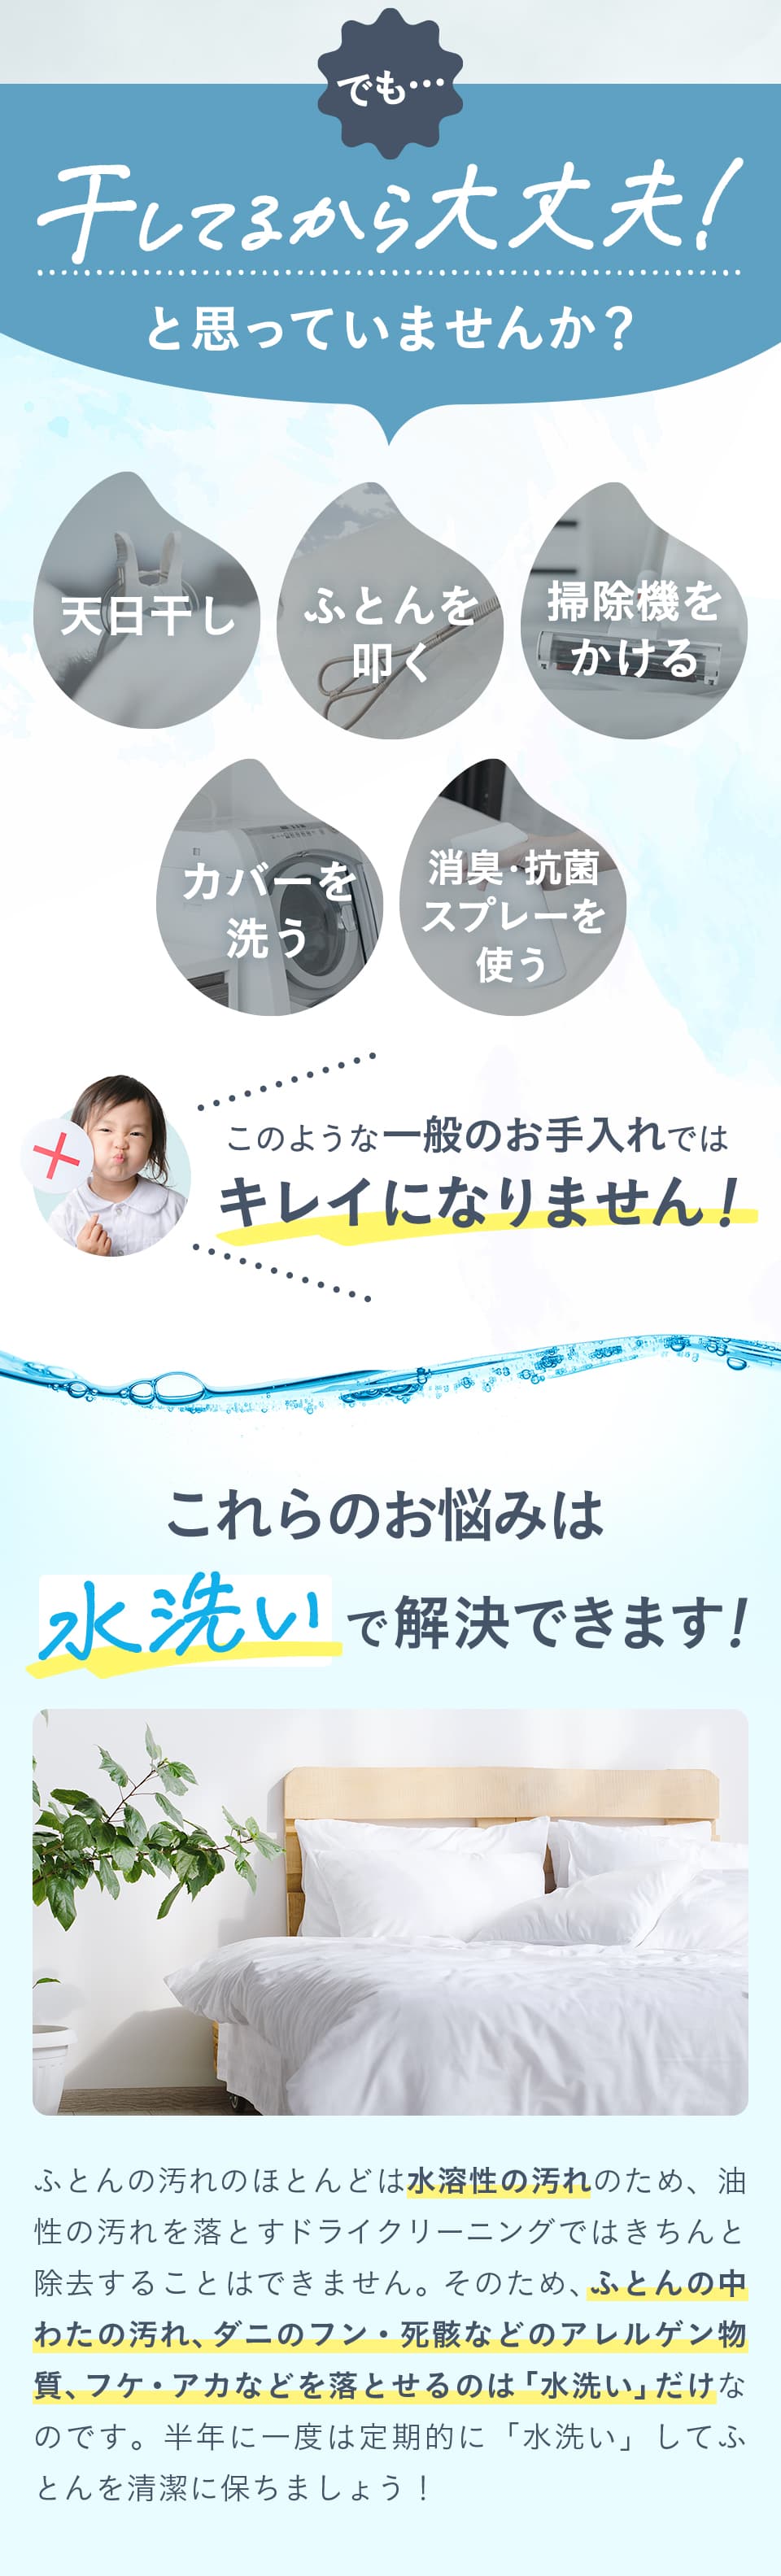 でも…
干してるから大丈夫！
と思っていませんか？
天日干し
ふとんを
叩く
掃除機を
かける
カバーを
洗う
消臭・抗菌
スプレーを
使う
このような一般のお手入れでは
キレイになりません！
これらのお悩みは
水洗いで解決できます！
ふとんの汚れのほとんどは水溶性の汚れのため、油
性の汚れを落とすドライクリーニングではきちんと
除去することはできません。そのため、ふとんの中
わたの汚れ、ダニのフン・死骸などのアレルゲン物
質、フケ・アカなどを落とせるのは「水洗い」だけな
のです。半年に一度は定期的に「水洗い」してふ
とんを清潔に保ちましょう！